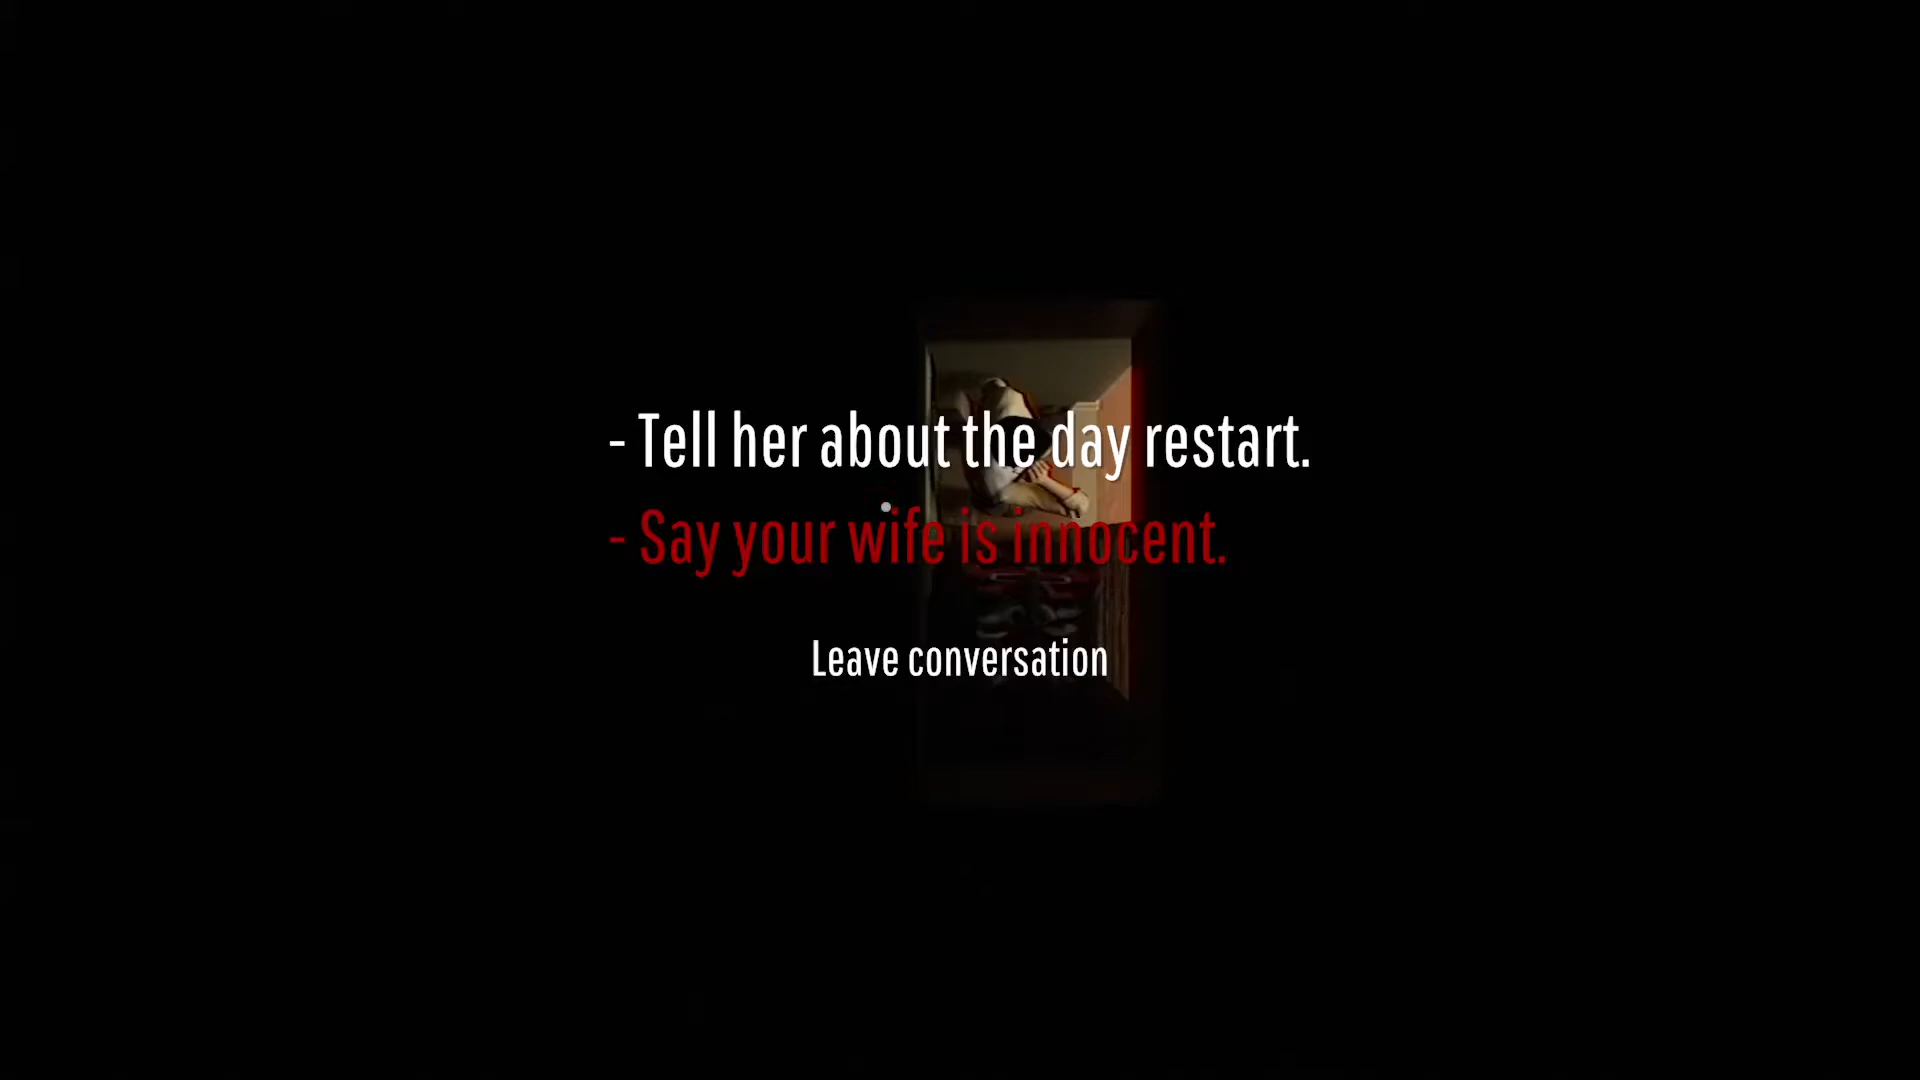 - Tell her about the day restart.
- Say your wife is innocent.
Leave conversation